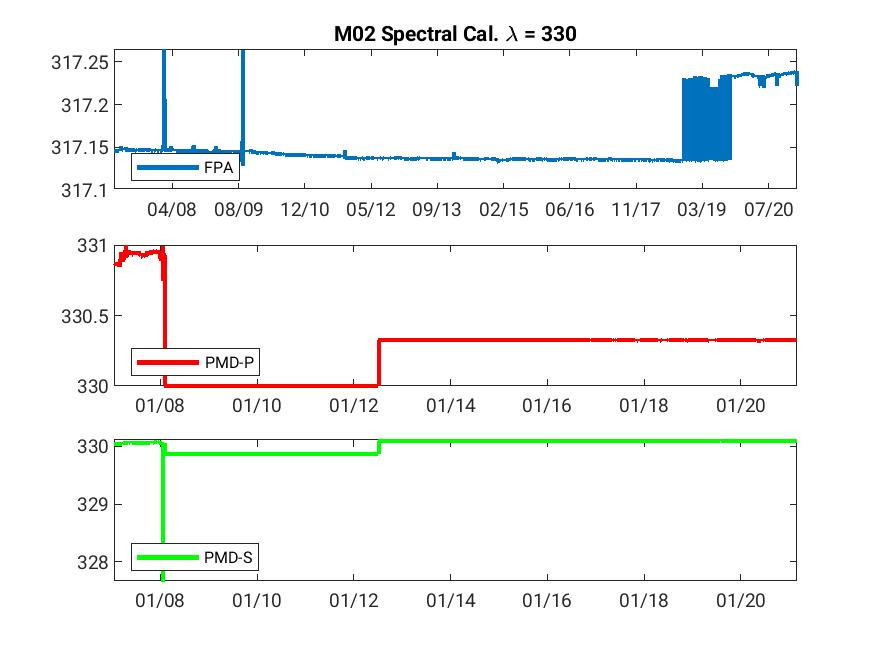 M02 Spectral Cal. λ = 330
317.25
317.2
317.15
317.1
FPA
04/08 08/09 12/10 05/12 09/13 02/15 06/16 11/17 03/19 07/20
331
330.5
330
PMD-P
01/08 01/10 01/12 01/14 01/16 01/18 01/20
330
329
328
PMD-S
01/08 01/10 01/12 01/14 01/16 01/18 01/20